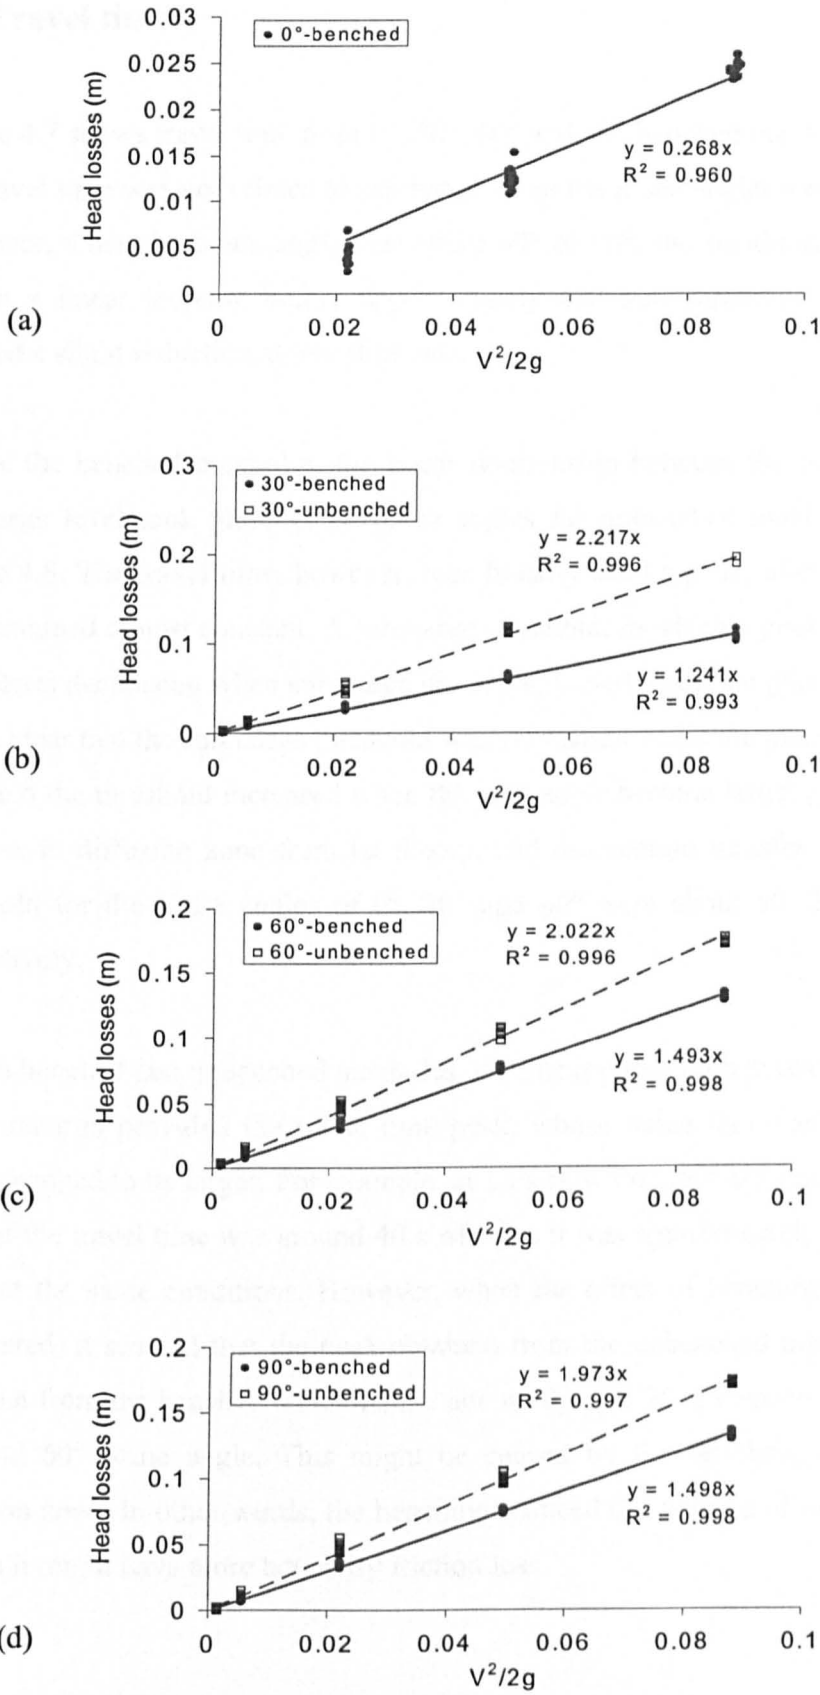 0.03
0.025
0.02
0.015
0.01
0.005
0
Head losses (m)
0°-benched
y = 0.268x
R² = 0.960
0 0.02 0.04 0.06 0.08 0.1
V²/2g
(a)
0.3
0.2
0.1
0
Head losses (m)
30°-benched
30°-unbenched
y = 2.217x
R² = 0.996
y = 1.241x
R² = 0.993
0 0.02 0.04 0.06 0.08 0.1
V²/2g
(b)
0.2
0.15
0.1
0.05
0
Head losses (m)
60°-benched
60°-unbenched
y = 2.022x
R² = 0.996
y = 1.493x
R² = 0.998
0 0.02 0.04 0.06 0.08 0.1
V²/2g
(c)
0.2
0.15
0.1
0.05
0
Head losses (m)
90°-benched
90°-unbenched
y = 1.973x
R² = 0.997
y = 1.498x
R² = 0.998
0 0.02 0.04 0.06 0.08 0.1
V²/2g
(d)